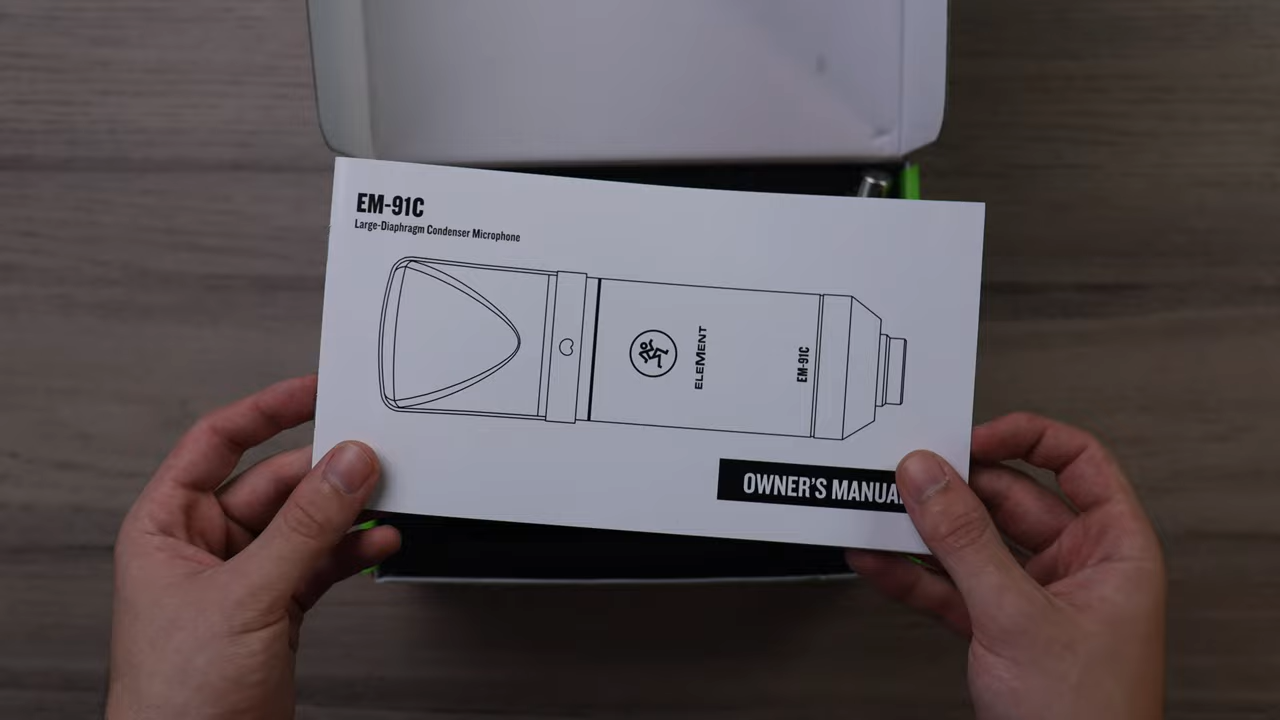 EM-91C
Large-Diaphragm Condenser Microphone
ELEMENT
EM-91C
OWNER'S MANUA